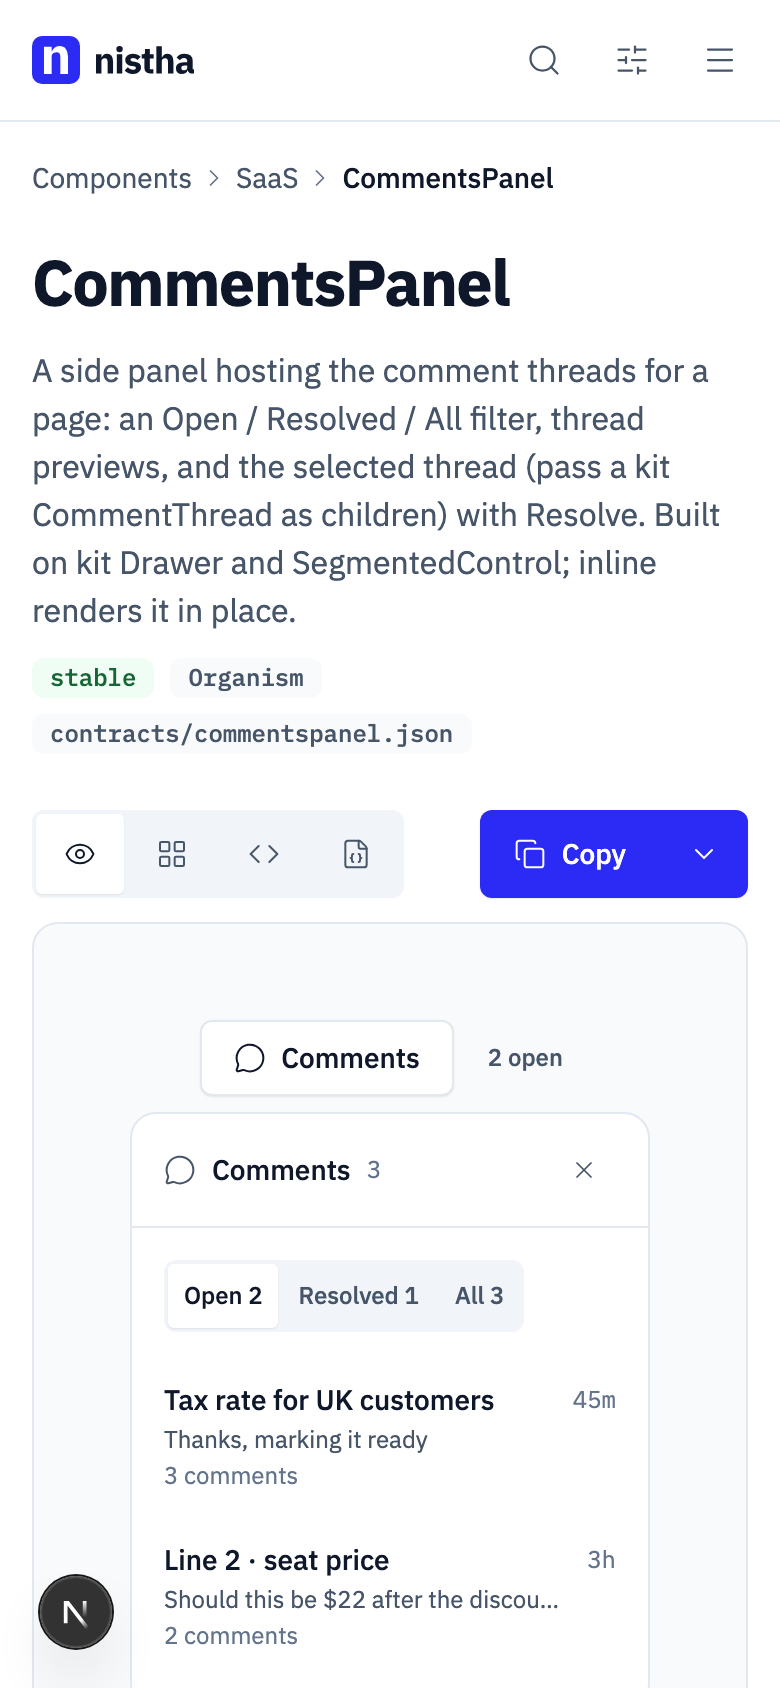 n nistha
Components > SaaS > CommentsPanel
CommentsPanel
A side panel hosting the comment threads for a
page: an Open / Resolved / All filter, thread
previews, and the selected thread (pass a kit
CommentThread as children) with Resolve. Built
on kit Drawer and SegmentedControl; inline
renders it in place.
stable Organism
contracts/commentspanel.json
Copy
Comments 2 open
Comments 3
Open 2 Resolved 1 All 3
Tax rate for UK customers 45m
Thanks, marking it ready
3 comments
Line 2 · seat price 3h
Should this be $22 after the discou...
2 comments
N